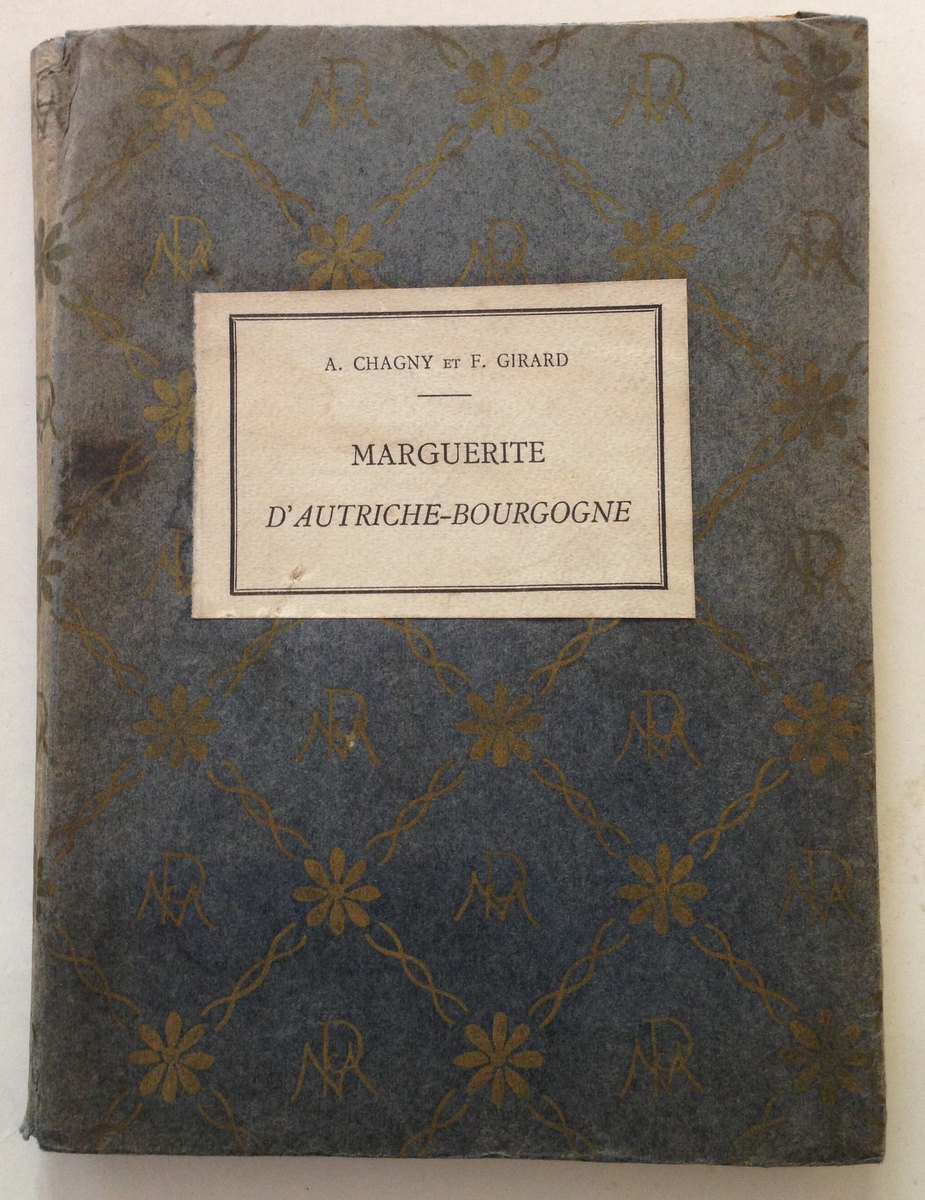 A. CHAGNY ET F. GIRARD
MARGUERITE
D'AUTRICHE-BOURGOGNE